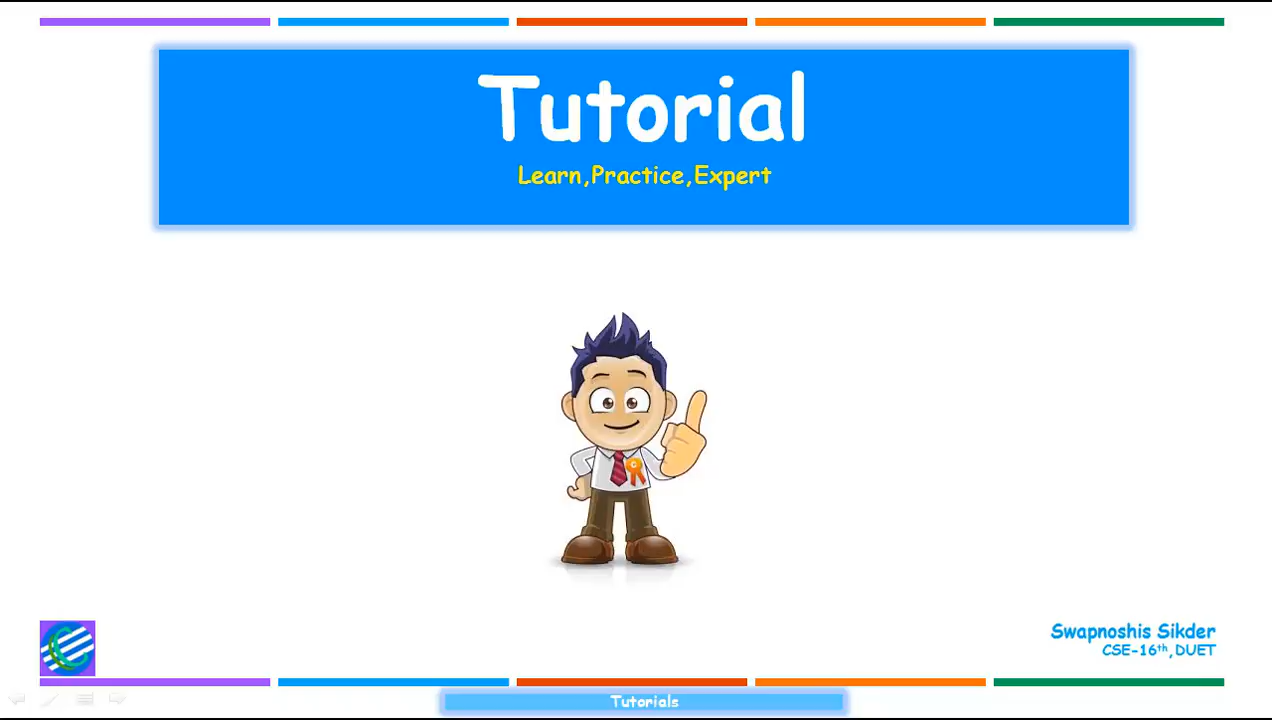 Tutorial
Learn,Practice,Expert
C
Swapnoshis Sikder
CSE-16th,DUET
Tutorials